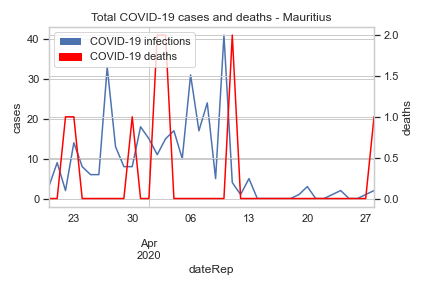 Total COVID-19 cases and deaths - Mauritius
COVID-19 infections
COVID-19 deaths
cases
40
30
20
10
0
deaths
2.0
1.5
1.0
0.5
0.0
23 30 06 13 20 27
Apr
2020
dateRep